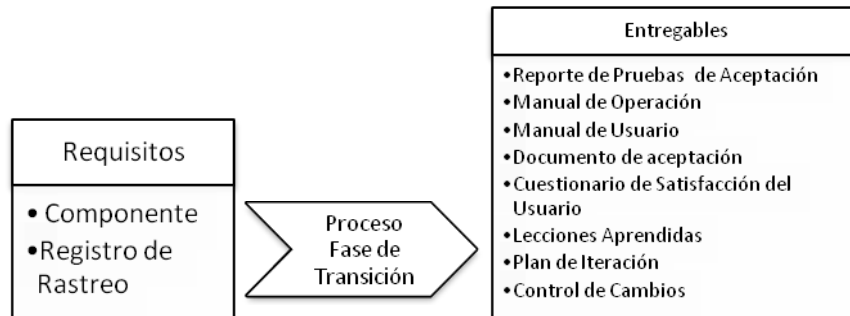 Requisitos
• Componente
•Registro de
Rastreo
Proceso
Fase de
Transición
Entregables
•Reporte de Pruebas de Aceptación
•Manual de Operación
•Manual de Usuario
•Documento de aceptación
•Cuestionario de Satisfacción del
Usuario
•Lecciones Aprendidas
•Plan de Iteración
•Control de Cambios